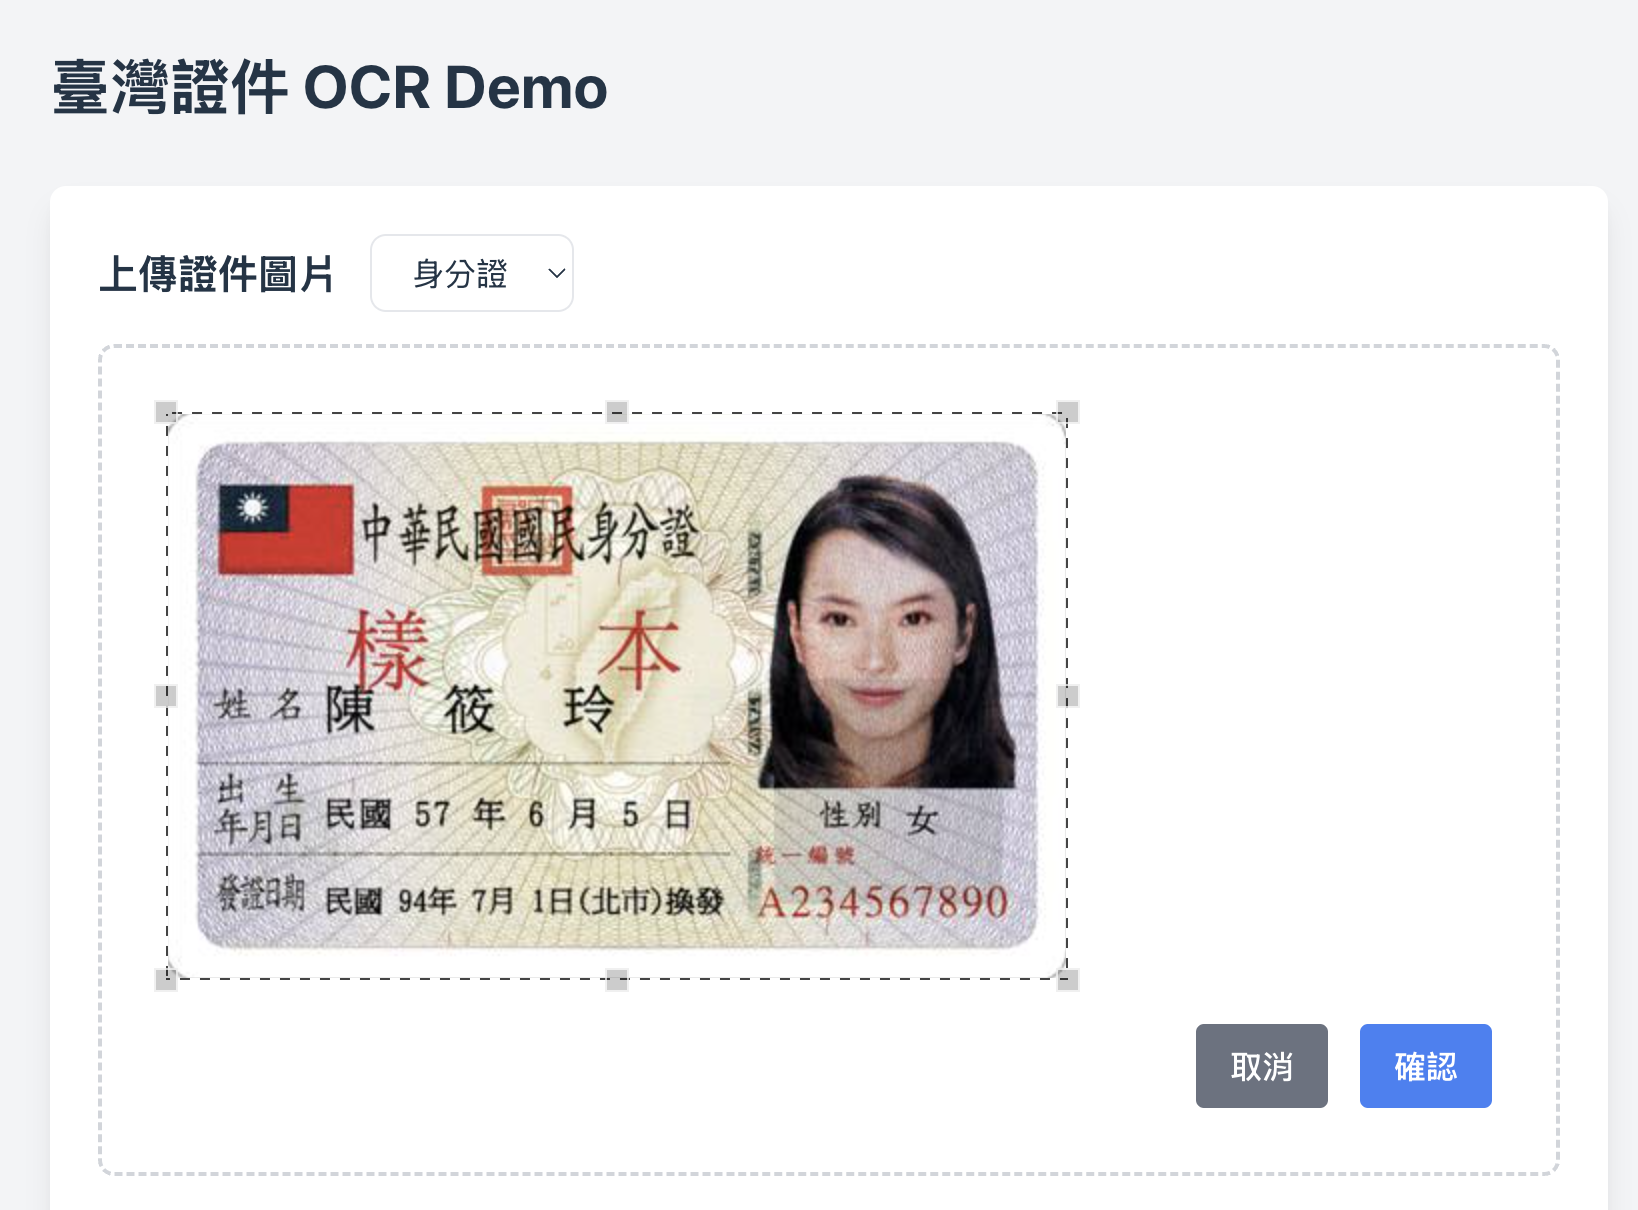 臺灣證件 OCR Demo
上傳證件圖片
身分證
中華民國國民身分證
樣本
姓名 陳筱玲
出生年月日 民國 57 年 6 月 5 日
性別 女
統一編號
發證日期 民國 94年 7月 1日(北市)換發
A234567890
取消
確認